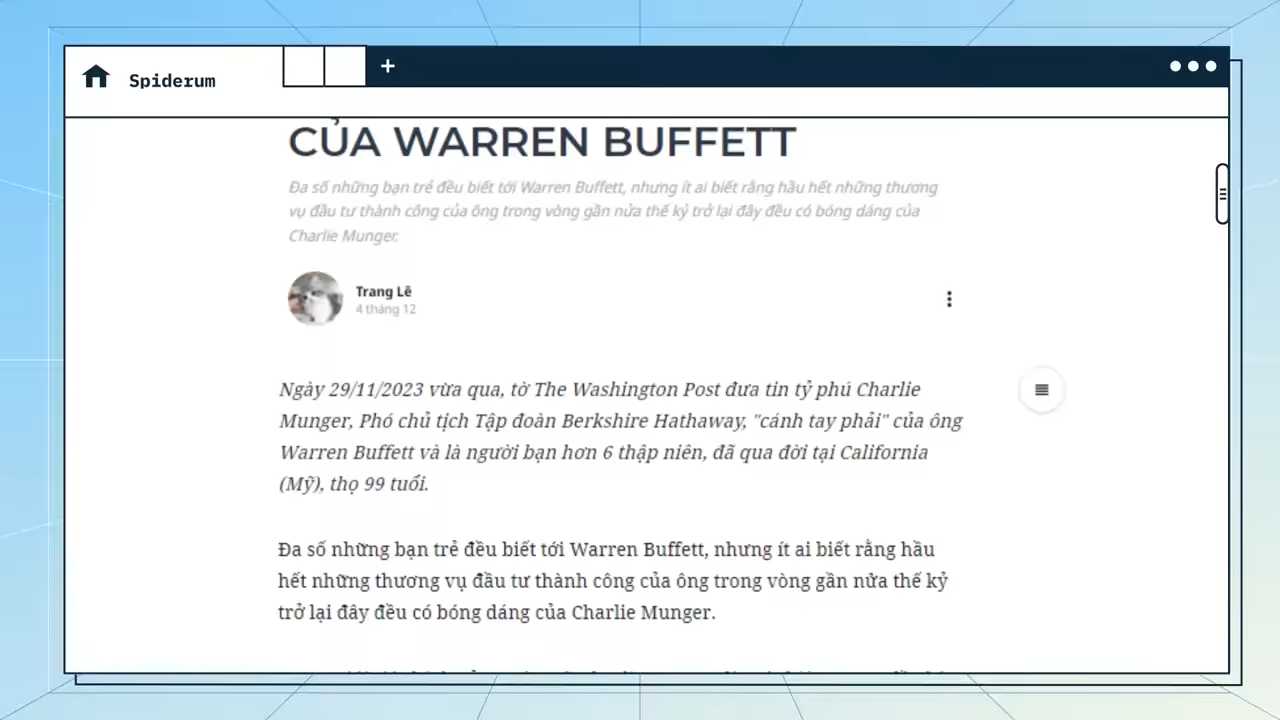 Spiderum
CỦA WARREN BUFFETT
Đa số những bạn trẻ đều biết tới Warren Buffett, nhưng ít ai biết rằng hầu hết những thương
vụ đầu tư thành công của ông trong vòng gần nửa thế kỷ trở lại đây đều có bóng dáng của
Charlie Munger.
Trang Lê
4 tháng 12
Ngày 29/11/2023 vừa qua, tờ The Washington Post đưa tin tỷ phú Charlie
Munger, Phó chủ tịch Tập đoàn Berkshire Hathaway, "cánh tay phải" của ông
Warren Buffett và là người bạn hơn 6 thập niên, đã qua đời tại California
(Mỹ), thọ 99 tuổi.
Đa số những bạn trẻ đều biết tới Warren Buffett, nhưng ít ai biết rằng hầu
hết những thương vụ đầu tư thành công của ông trong vòng gần nửa thế kỷ
trở lại đây đều có bóng dáng của Charlie Munger.